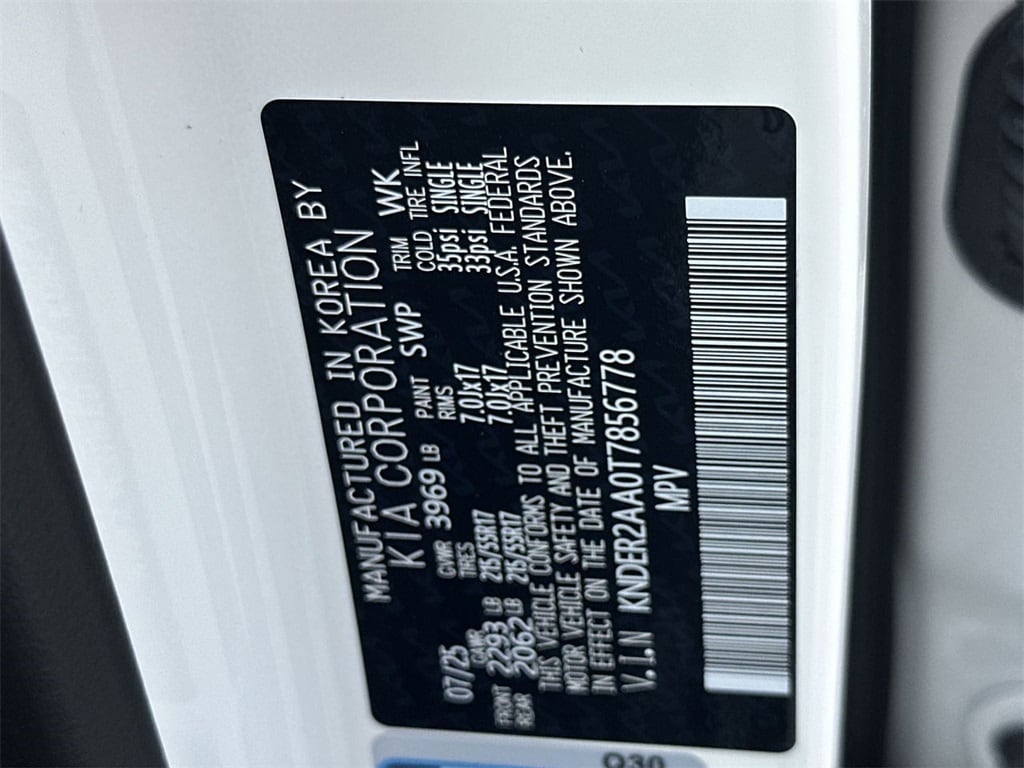 MANUFACTURED IN KOREA BY
KIA CORPORATION
07/25 GVWR 3969 LB PAINT SWP TRIM WK
GAWR TIRES RIMS COLD TIRE INFL
FRONT 2293 LB 215/55R17 7.0Jx17 35psi SINGLE
REAR 2062 LB 215/55R17 7.0Jx17 33psi SINGLE
THIS VEHICLE CONFORMS TO ALL APPLICABLE U.S.A. FEDERAL
MOTOR VEHICLE SAFETY AND THEFT PREVENTION STANDARDS
IN EFFECT ON THE DATE OF MANUFACTURE SHOWN ABOVE.
V.I.N KNDER2AA0T7856778
MPV
Q30